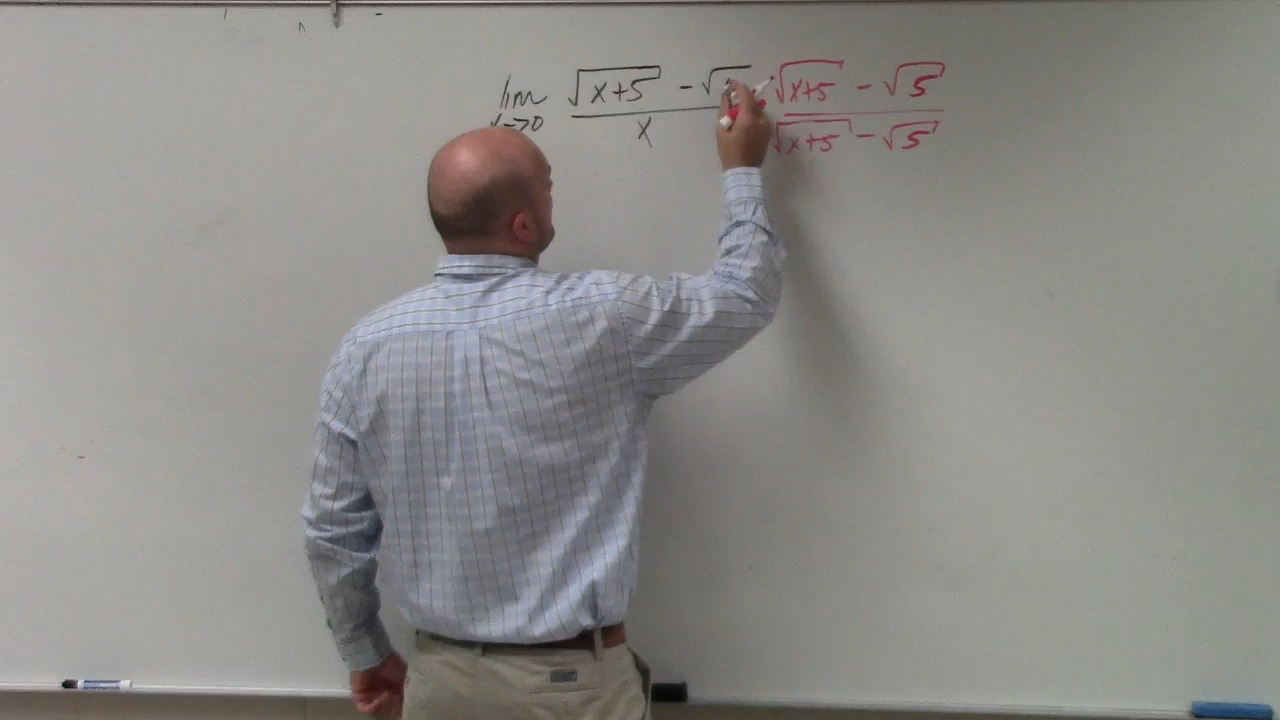 lim √(x+5) - √ · √(x+5) - √5
x→0 x √(x+5) - √5